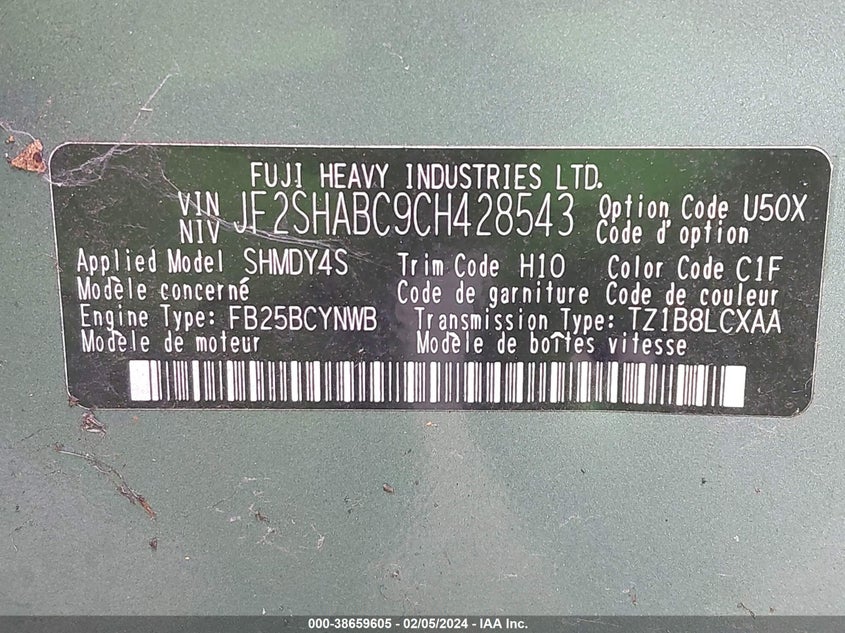 FUJI HEAVY INDUSTRIES LTD.
VIN NIV JF2SHABC9CH428543 Option Code U50X
Code d'option
Applied Model SHMDY4S Trim Code H10 Color Code C1F
Modèle concerné Code de garniture Code de couleur
Engine Type: FB25BCYNWB Transmission Type: TZ1B8LCXAA
Modèle de moteur Modèle de boîtes vitesse
000-38659605 - 02/05/2024 - IAA Inc.